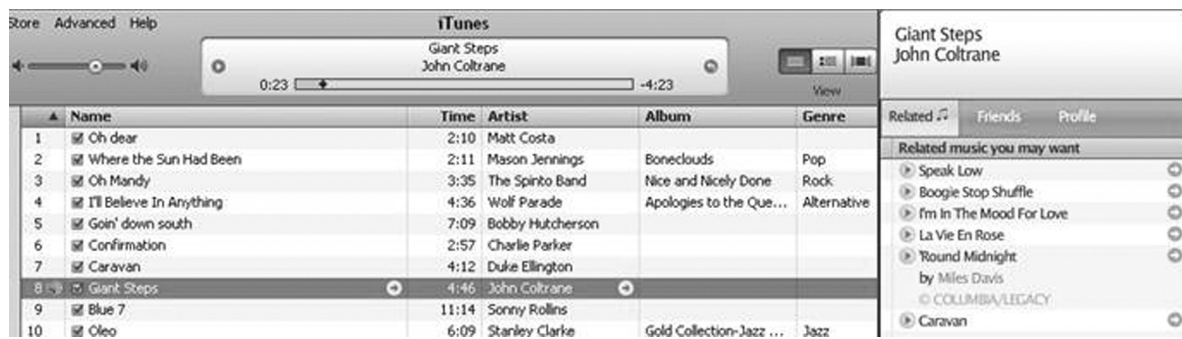 Store Advanced Help
iTunes
Giant Steps
John Coltrane
0:23 -4:23
View
Name Time Artist Album Genre
1 Oh dear 2:10 Matt Costa
2 Where the Sun Had Been 2:11 Mason Jennings Boneclouds Pop
3 Oh Mandy 3:35 The Spinto Band Nice and Nicely Done Rock
4 I'll Believe In Anything 4:36 Wolf Parade Apologies to the Que... Alternative
5 Goin' down south 7:09 Bobby Hutcherson
6 Confirmation 2:57 Charlie Parker
7 Caravan 4:12 Duke Ellington
8 Giant Steps 4:46 John Coltrane
9 Blue 7 11:14 Sonny Rollins
10 Oleo 6:09 Stanley Clarke Gold Collection-Jazz ... Jazz
Giant Steps
John Coltrane
Related Friends Profile
Related music you may want
Speak Low
Boogie Stop Shuffle
I'm In The Mood For Love
La Vie En Rose
'Round Midnight
by Miles Davis
© COLUMBIA/LEGACY
Caravan